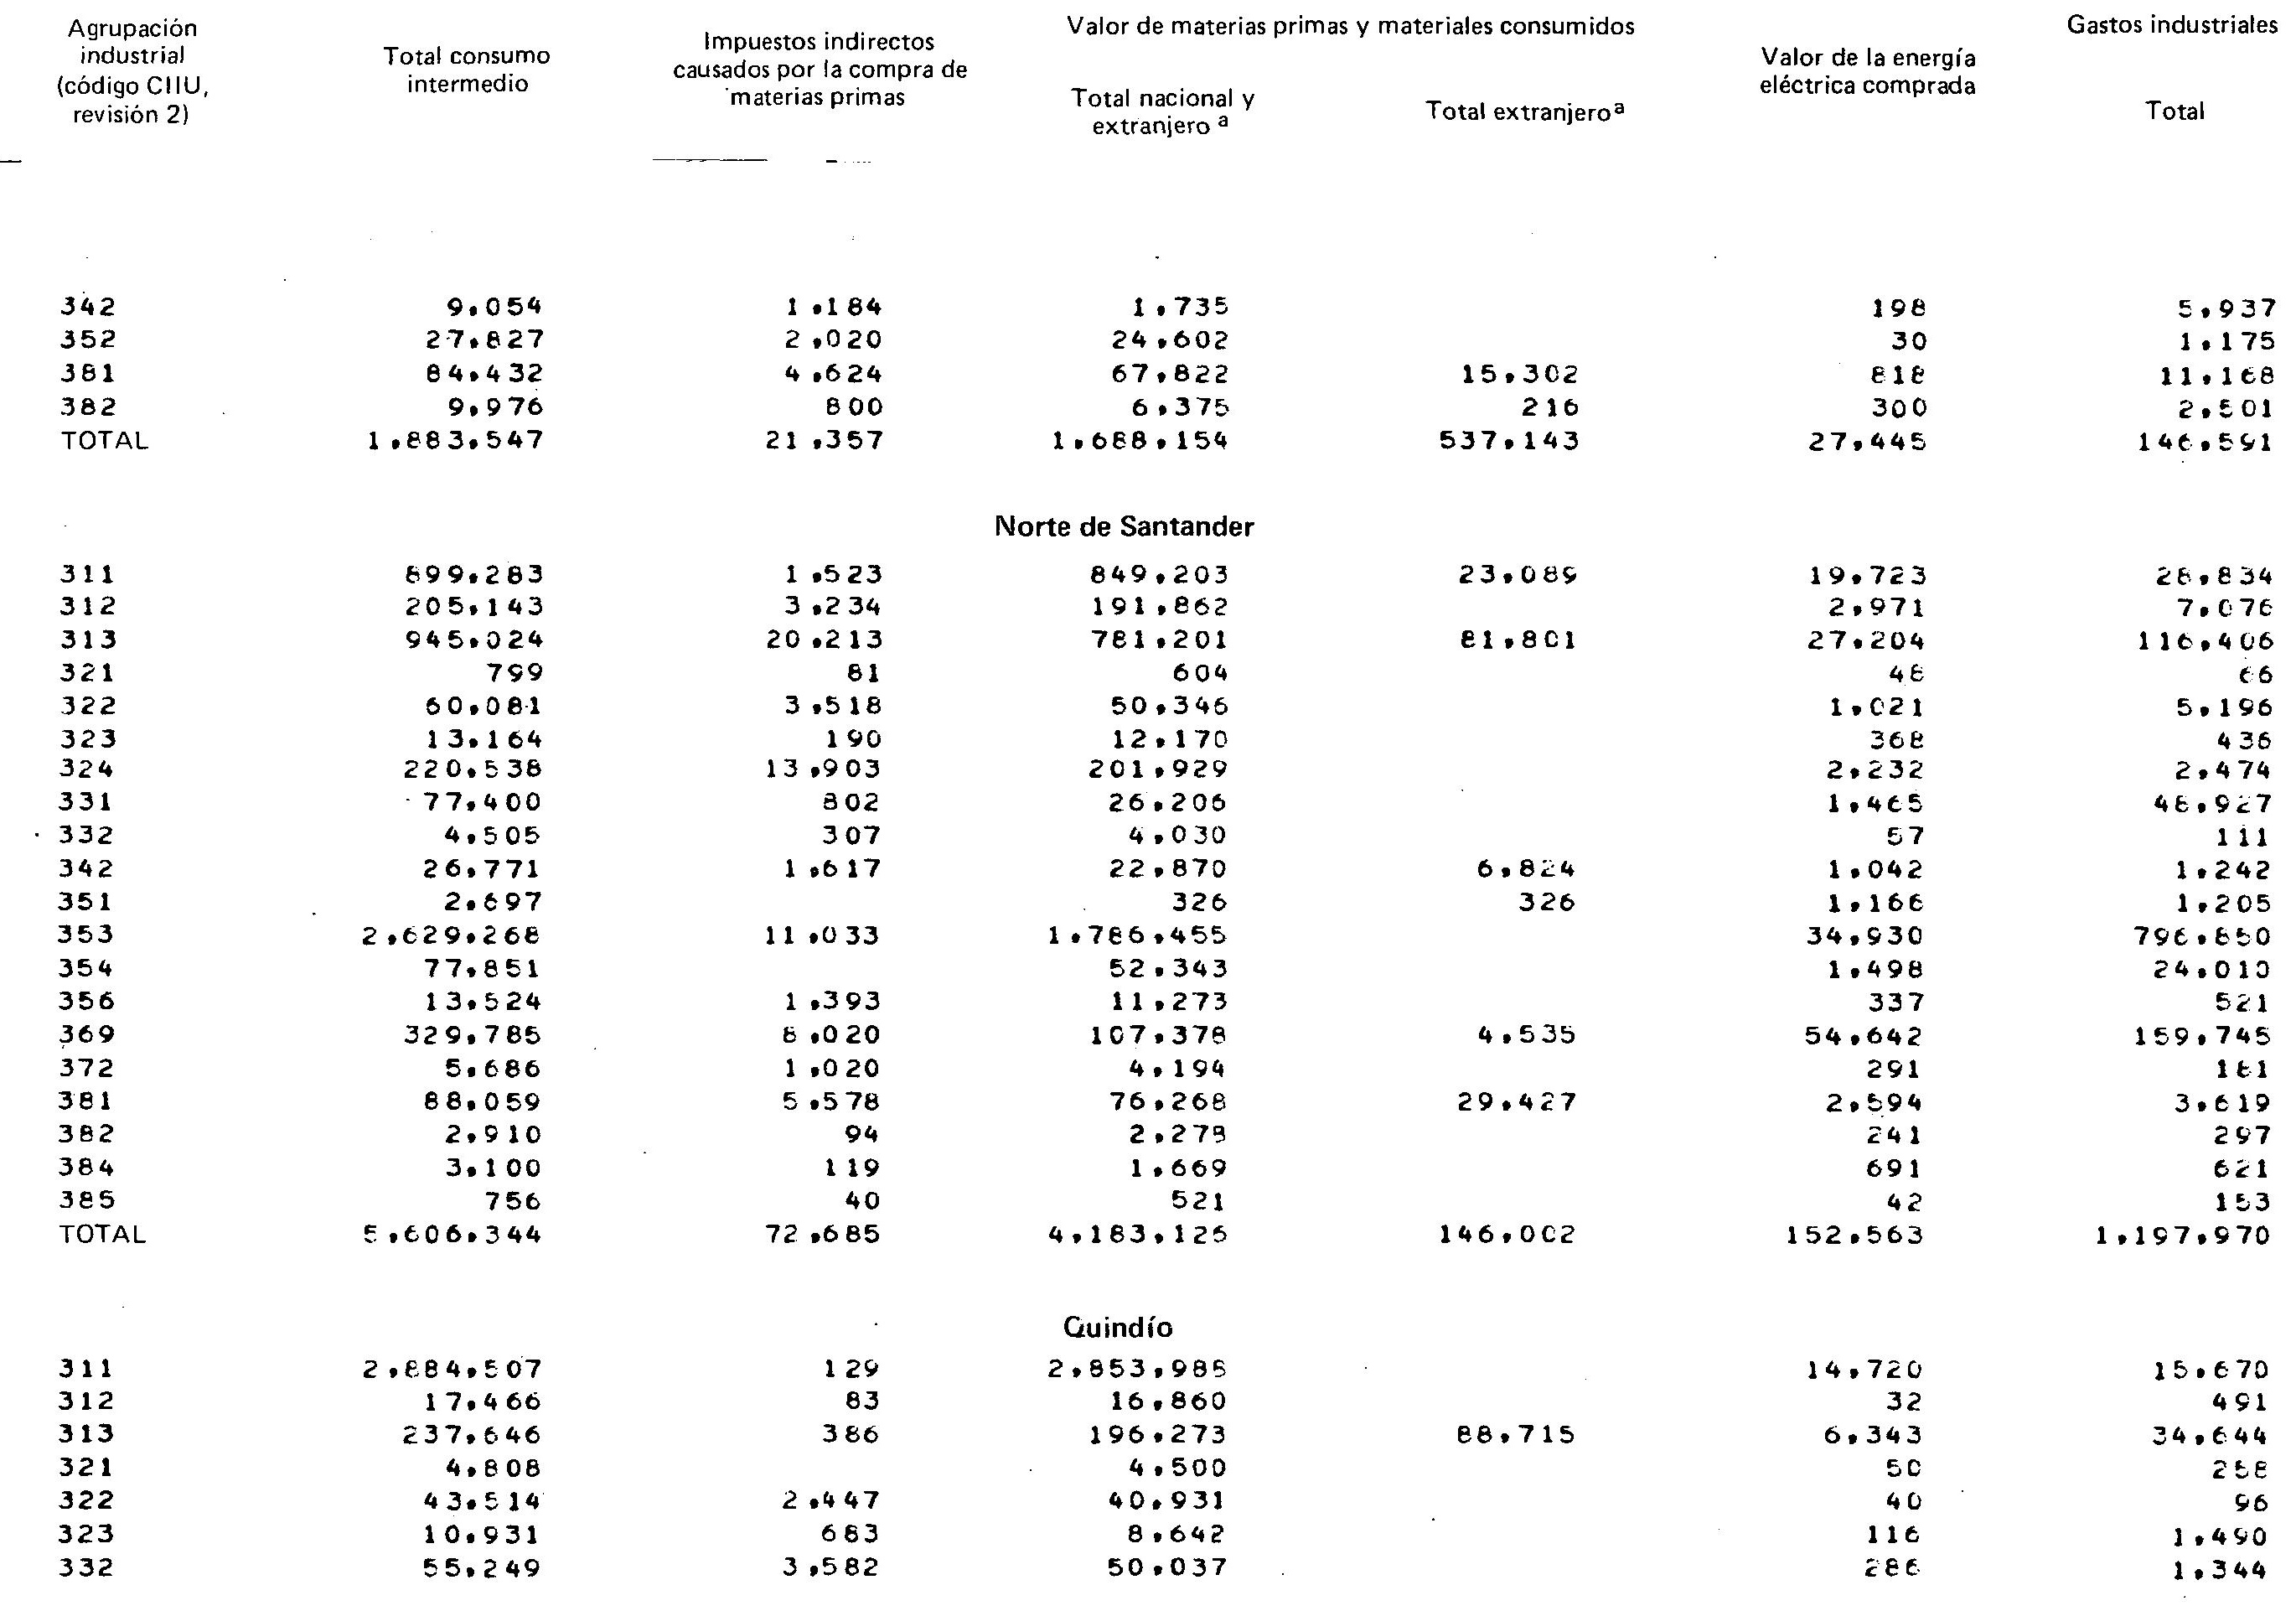 Agrupación
industrial
(código CIIU,
revisión 2)
Total consumo
intermedio
Impuestos indirectos
causados por la compra de
materias primas
Valor de materias primas y materiales consumidos
Total nacional y
extranjero a
Total extranjero a
Valor de la energía
eléctrica comprada
Gastos industriales
Total
342 9,054 1,184 1,735 198 5,937
352 27,827 2,020 24,602 30 1,175
381 84,432 4,624 67,822 15,302 818 11,168
382 9,976 800 6,375 216 300 2,501
TOTAL 1,883,547 21,357 1,688,154 537,143 27,445 146,591
Norte de Santander
311 899,283 1,523 849,203 23,089 19,723 28,834
312 205,143 3,234 191,862 2,971 7,076
313 945,024 20,213 781,201 81,801 27,204 116,406
321 799 81 604 48 66
322 60,081 3,518 50,346 1,021 5,196
323 13,164 190 12,170 368 436
324 220,538 13,903 201,929 2,232 2,474
331 77,400 802 26,206 1,465 48,927
332 4,505 307 4,030 57 111
342 26,771 1,617 22,870 6,824 1,042 1,242
351 2,697 326 326 1,166 1,205
353 2,629,268 11,033 1,786,455 34,930 796,850
354 77,851 52,343 1,498 24,010
356 13,524 1,393 11,273 337 521
369 329,785 8,020 107,378 4,535 54,642 159,745
372 5,686 1,020 4,194 291 181
381 88,059 5,578 76,268 29,427 2,594 3,619
382 2,910 94 2,278 241 297
384 3,100 119 1,669 691 621
385 756 40 521 42 153
TOTAL 5,606,344 72,685 4,183,126 146,002 152,563 1,197,970
Quindío
311 2,884,507 129 2,853,988 14,720 15,670
312 17,466 83 16,860 32 491
313 237,646 386 196,273 88,715 6,343 34,644
321 4,808 4,500 50 258
322 43,514 2,447 40,931 40 96
323 10,931 683 8,642 116 1,490
332 55,249 3,582 50,037 286 1,344